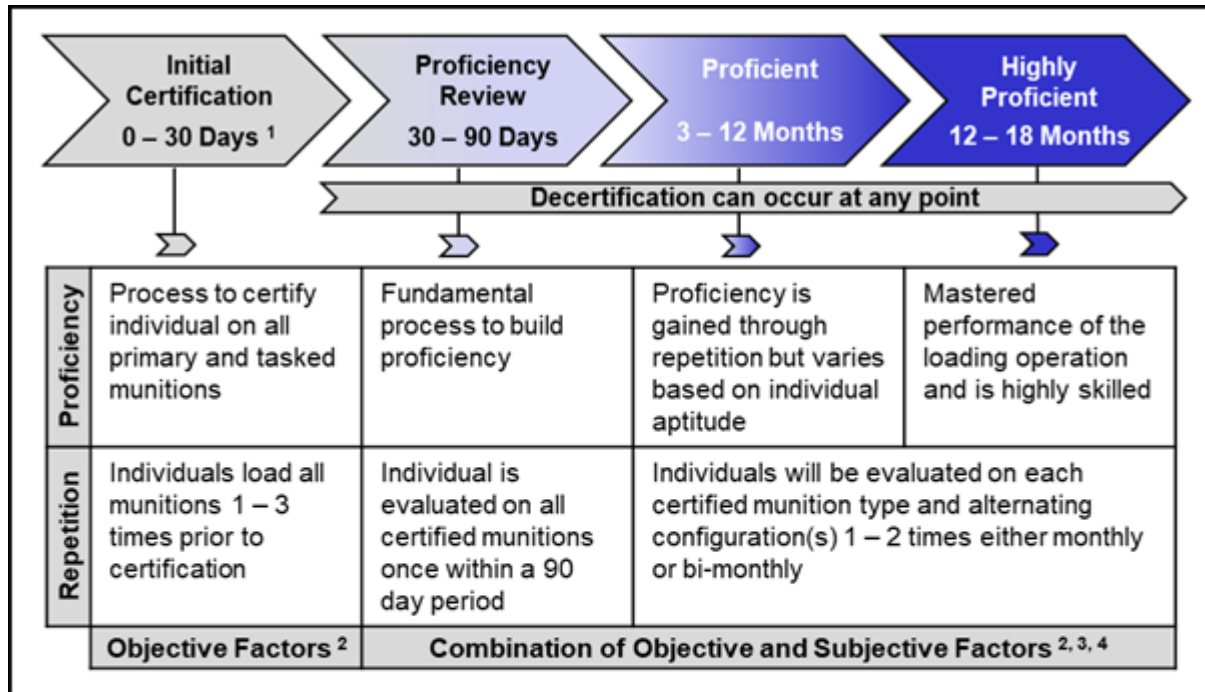 Initial
Certification
0 – 30 Days 1
Proficiency
Review
30 – 90 Days
Proficient
3 – 12 Months
Highly
Proficient
12 – 18 Months
Decertification can occur at any point
Proficiency
Process to certify
individual on all
primary and tasked
munitions
Fundamental
process to build
proficiency
Proficiency is
gained through
repetition but varies
based on individual
aptitude
Mastered
performance of the
loading operation
and is highly skilled
Repetition
Individuals load all
munitions 1 – 3
times prior to
certification
Individual is
evaluated on all
certified munitions
once within a 90
day period
Individuals will be evaluated on each
certified munition type and alternating
configuration(s) 1 – 2 times either monthly
or bi-monthly
Objective Factors 2
Combination of Objective and Subjective Factors 2, 3, 4